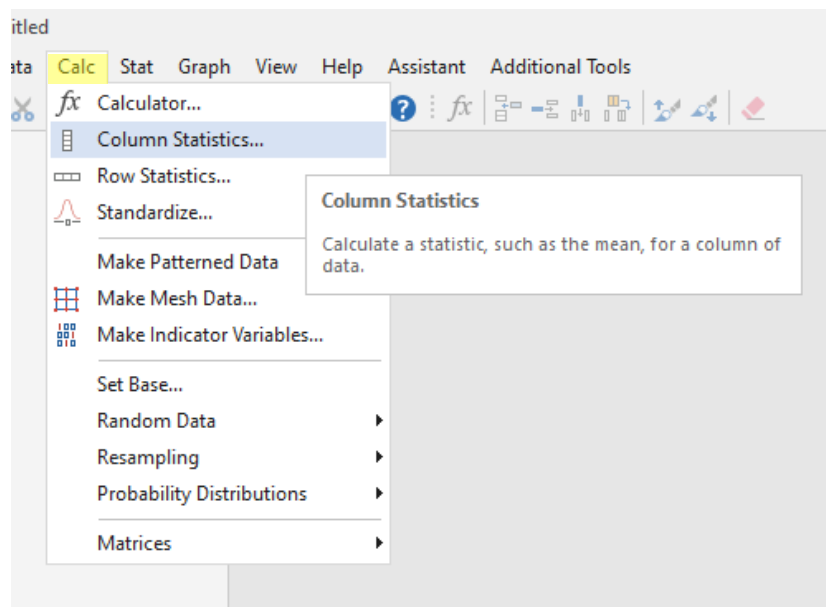 itled
ata Calc Stat Graph View Help Assistant Additional Tools
fx Calculator...
? fx
Column Statistics...
Row Statistics...
Standardize...
Column Statistics
Calculate a statistic, such as the mean, for a column of
data.
Make Patterned Data
Make Mesh Data...
Make Indicator Variables...
Set Base...
Random Data
Resampling
Probability Distributions
Matrices